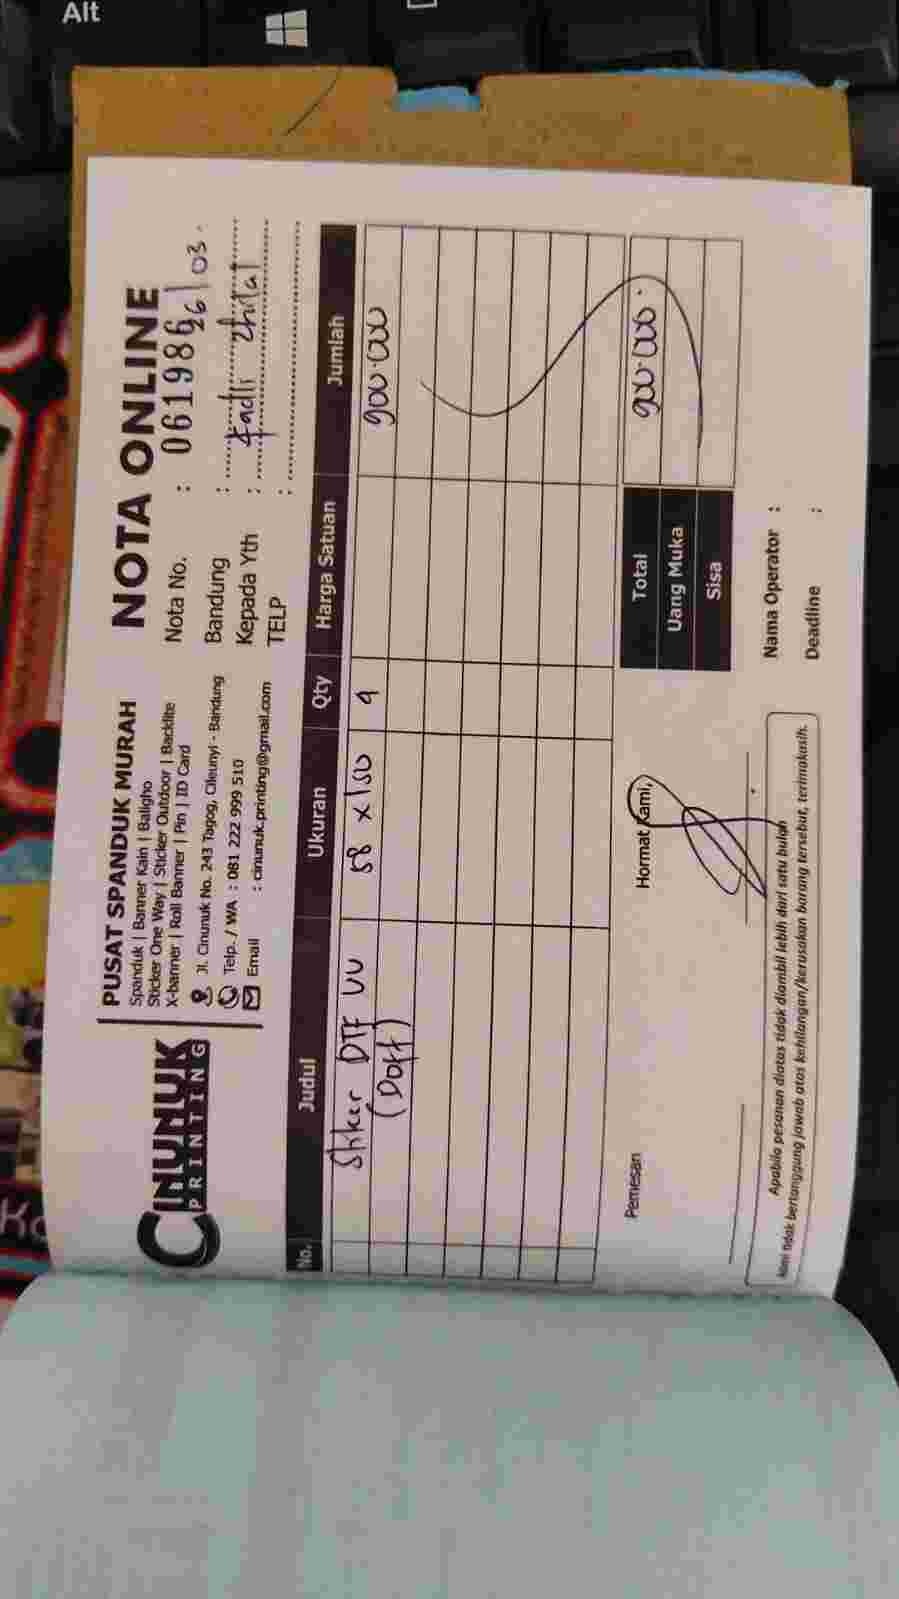 Alt
CINUNUK
PRINTING
PUSAT SPANDUK MURAH
Spanduk | Banner Kain | Baligho
Sticker One Way | Sticker Outdoor | Backlite
X-banner | Roll Banner | Pin | ID Card
Jl. Cinunuk No. 243 Tagog, Cileunyi - Bandung
Telp. / WA : 081 222 999 510
Email : cinunuk.printing@gmail.com
NOTA ONLINE
Nota No. : 061986
Bandung : 26/03.
Kepada Yth : Fadli Zhilal
TELP :
No. Judul Ukuran Qty Harga Satuan Jumlah
Stiker DTF UV 58 x 150 9 900.000
(Doff)
Total 900.000.
Uang Muka
Sisa
Pemesan
Hormat Kami,
Nama Operator :
Deadline :
Apabila pesanan diatas tidak diambil lebih dari satu bulan
kami tidak bertanggung jawab atas kehilangan/kerusakan barang tersebut, terimakasih.